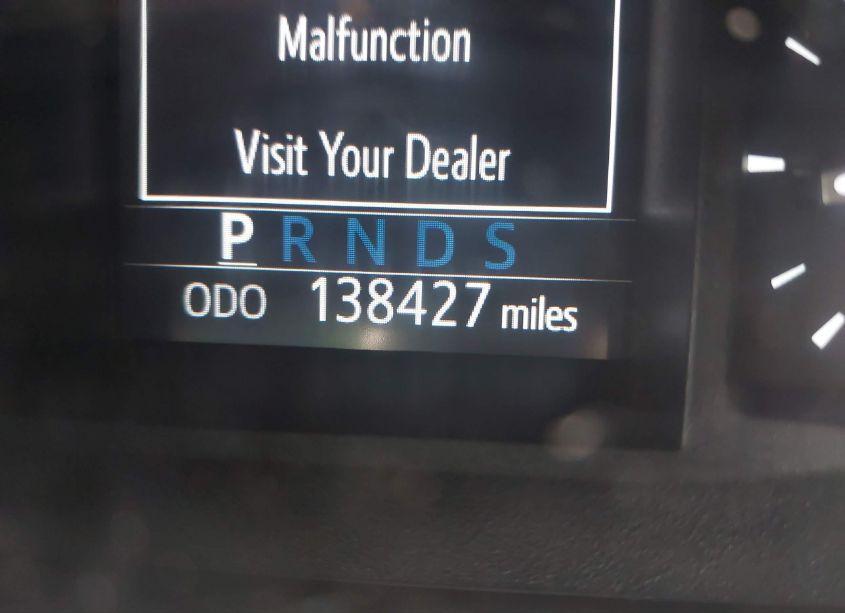 Malfunction
Visit Your Dealer
P R N D S
ODO 138427 miles